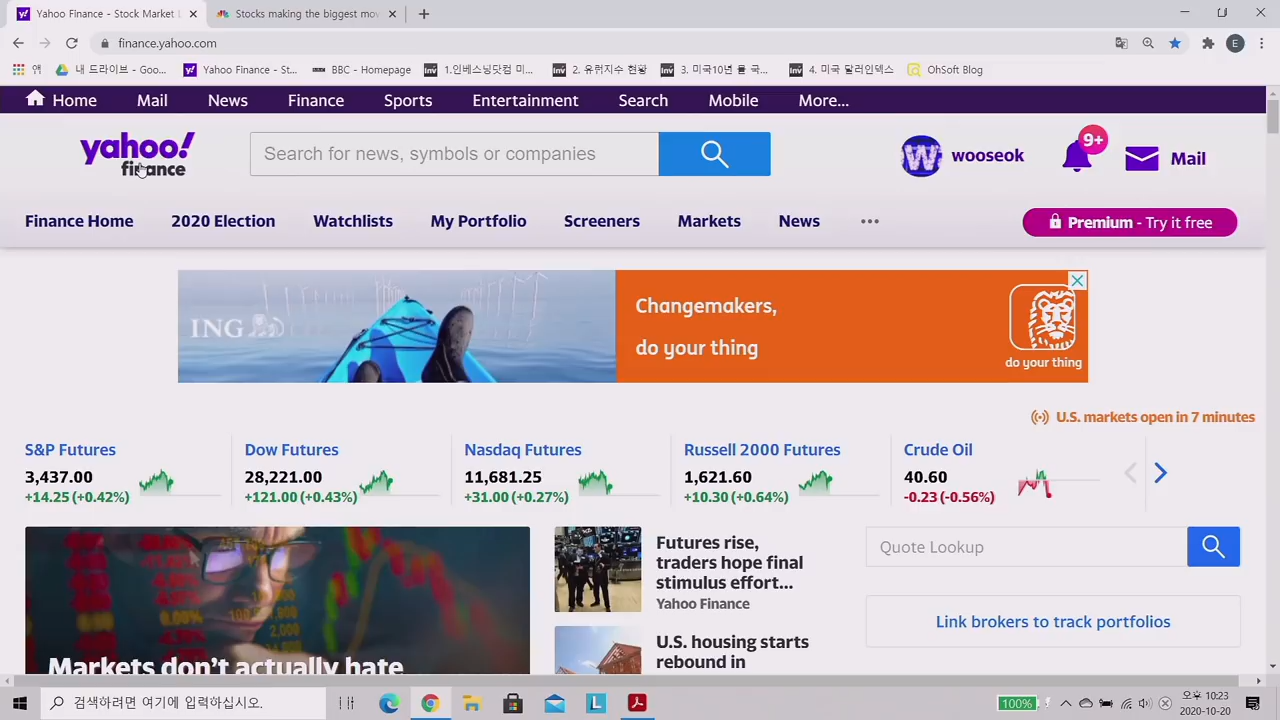 Yahoo Finance - Stock Market
Stocks making the biggest mov
finance.yahoo.com
E
앱
내 드라이브 - Goo...
Yahoo Finance - St...
BBC - Homepage
1.인베스닝닷컴 미...
2. 유럽지수 현황
3. 미국10년 률 국...
4. 미국 달러인덱스
OhSoft Blog
Home Mail News Finance Sports Entertainment Search Mobile More...
yahoo!
finance
Search for news, symbols or companies
W
wooseok
9+
Mail
Finance Home 2020 Election Watchlists My Portfolio Screeners Markets News •••
Premium - Try it free
ING
Changemakers,
do your thing
do your thing
U.S. markets open in 7 minutes
S&P Futures Dow Futures Nasdaq Futures Russell 2000 Futures Crude Oil
3,437.00 28,221.00 11,681.25 1,621.60 40.60
+14.25 (+0.42%) +121.00 (+0.43%) +31.00 (+0.27%) +10.30 (+0.64%) -0.23 (-0.56%)
Markets don't actually hate
Futures rise,
traders hope final
stimulus effort...
Yahoo Finance
U.S. housing starts
rebound in
Quote Lookup
Link brokers to track portfolios
검색하려면 여기에 입력하십시오.
L
100%
오후 10:23
2020-10-20